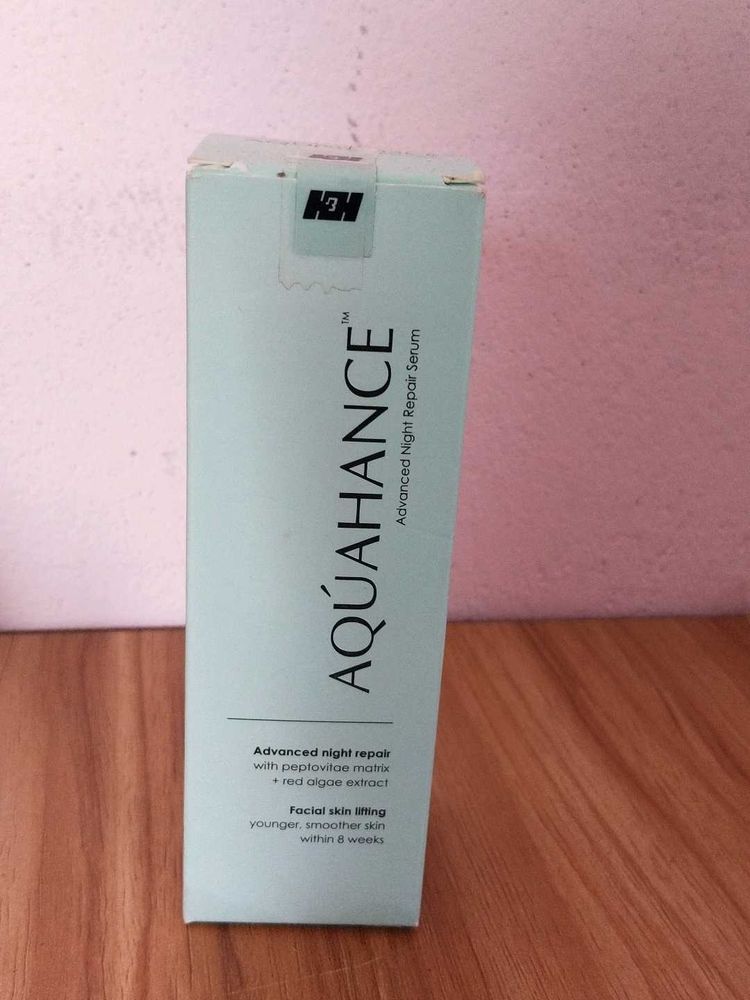 AQÚAHANCE™
Advanced Night Repair Serum
Advanced night repair
with peptovitae matrix
+ red algae extract
Facial skin lifting
younger, smoother skin
within 8 weeks